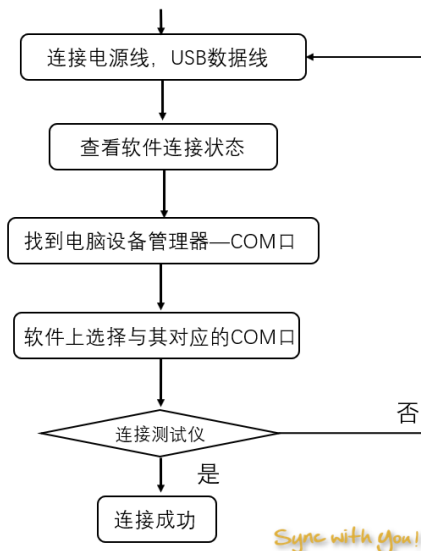 连接电源线，USB数据线
查看软件连接状态
找到电脑设备管理器—COM口
软件上选择与其对应的COM口
连接测试仪
否
是
连接成功
Sync with you!